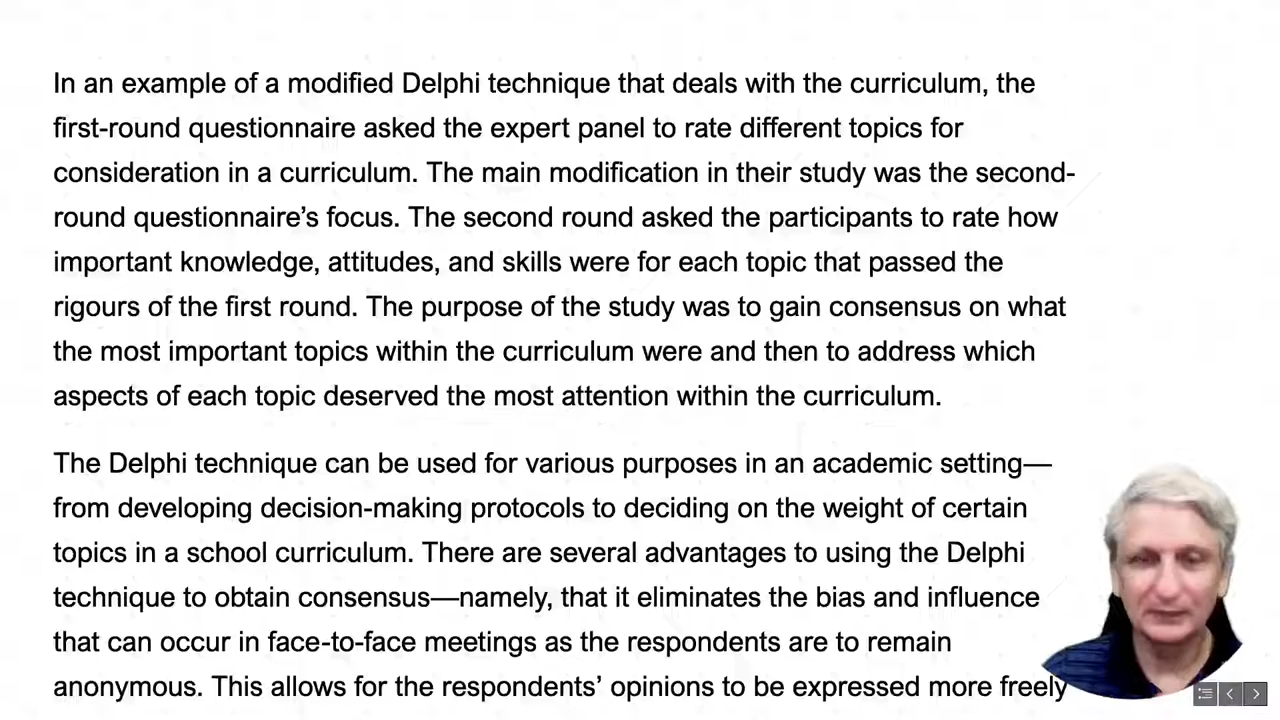 In an example of a modified Delphi technique that deals with the curriculum, the
first-round questionnaire asked the expert panel to rate different topics for
consideration in a curriculum. The main modification in their study was the second-
round questionnaire’s focus. The second round asked the participants to rate how
important knowledge, attitudes, and skills were for each topic that passed the
rigours of the first round. The purpose of the study was to gain consensus on what
the most important topics within the curriculum were and then to address which
aspects of each topic deserved the most attention within the curriculum.
The Delphi technique can be used for various purposes in an academic setting—
from developing decision-making protocols to deciding on the weight of certain
topics in a school curriculum. There are several advantages to using the Delphi
technique to obtain consensus—namely, that it eliminates the bias and influence
that can occur in face-to-face meetings as the respondents are to remain
anonymous. This allows for the respondents’ opinions to be expressed more freely